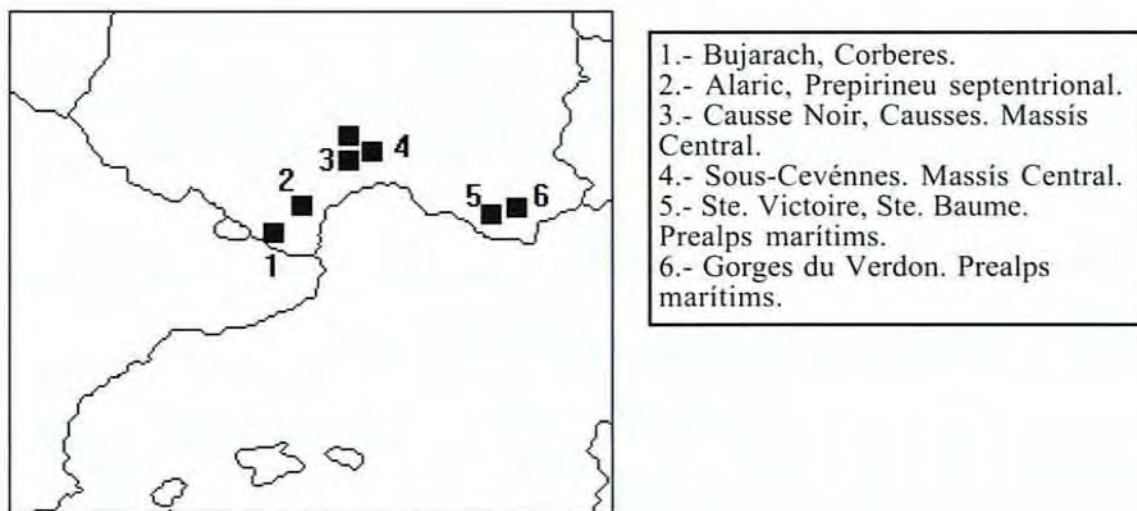 1.- Bujarach, Corberes.
2.- Alaric, Prepirineu septentrional.
3.- Causse Noir, Causses. Massís
Central.
4.- Sous-Cevénnes. Massís Central.
5.- Ste. Victoire, Ste. Baume.
Prealps marítims.
6.- Gorges du Verdon. Prealps
marítims.
3
4
2
5
6
1